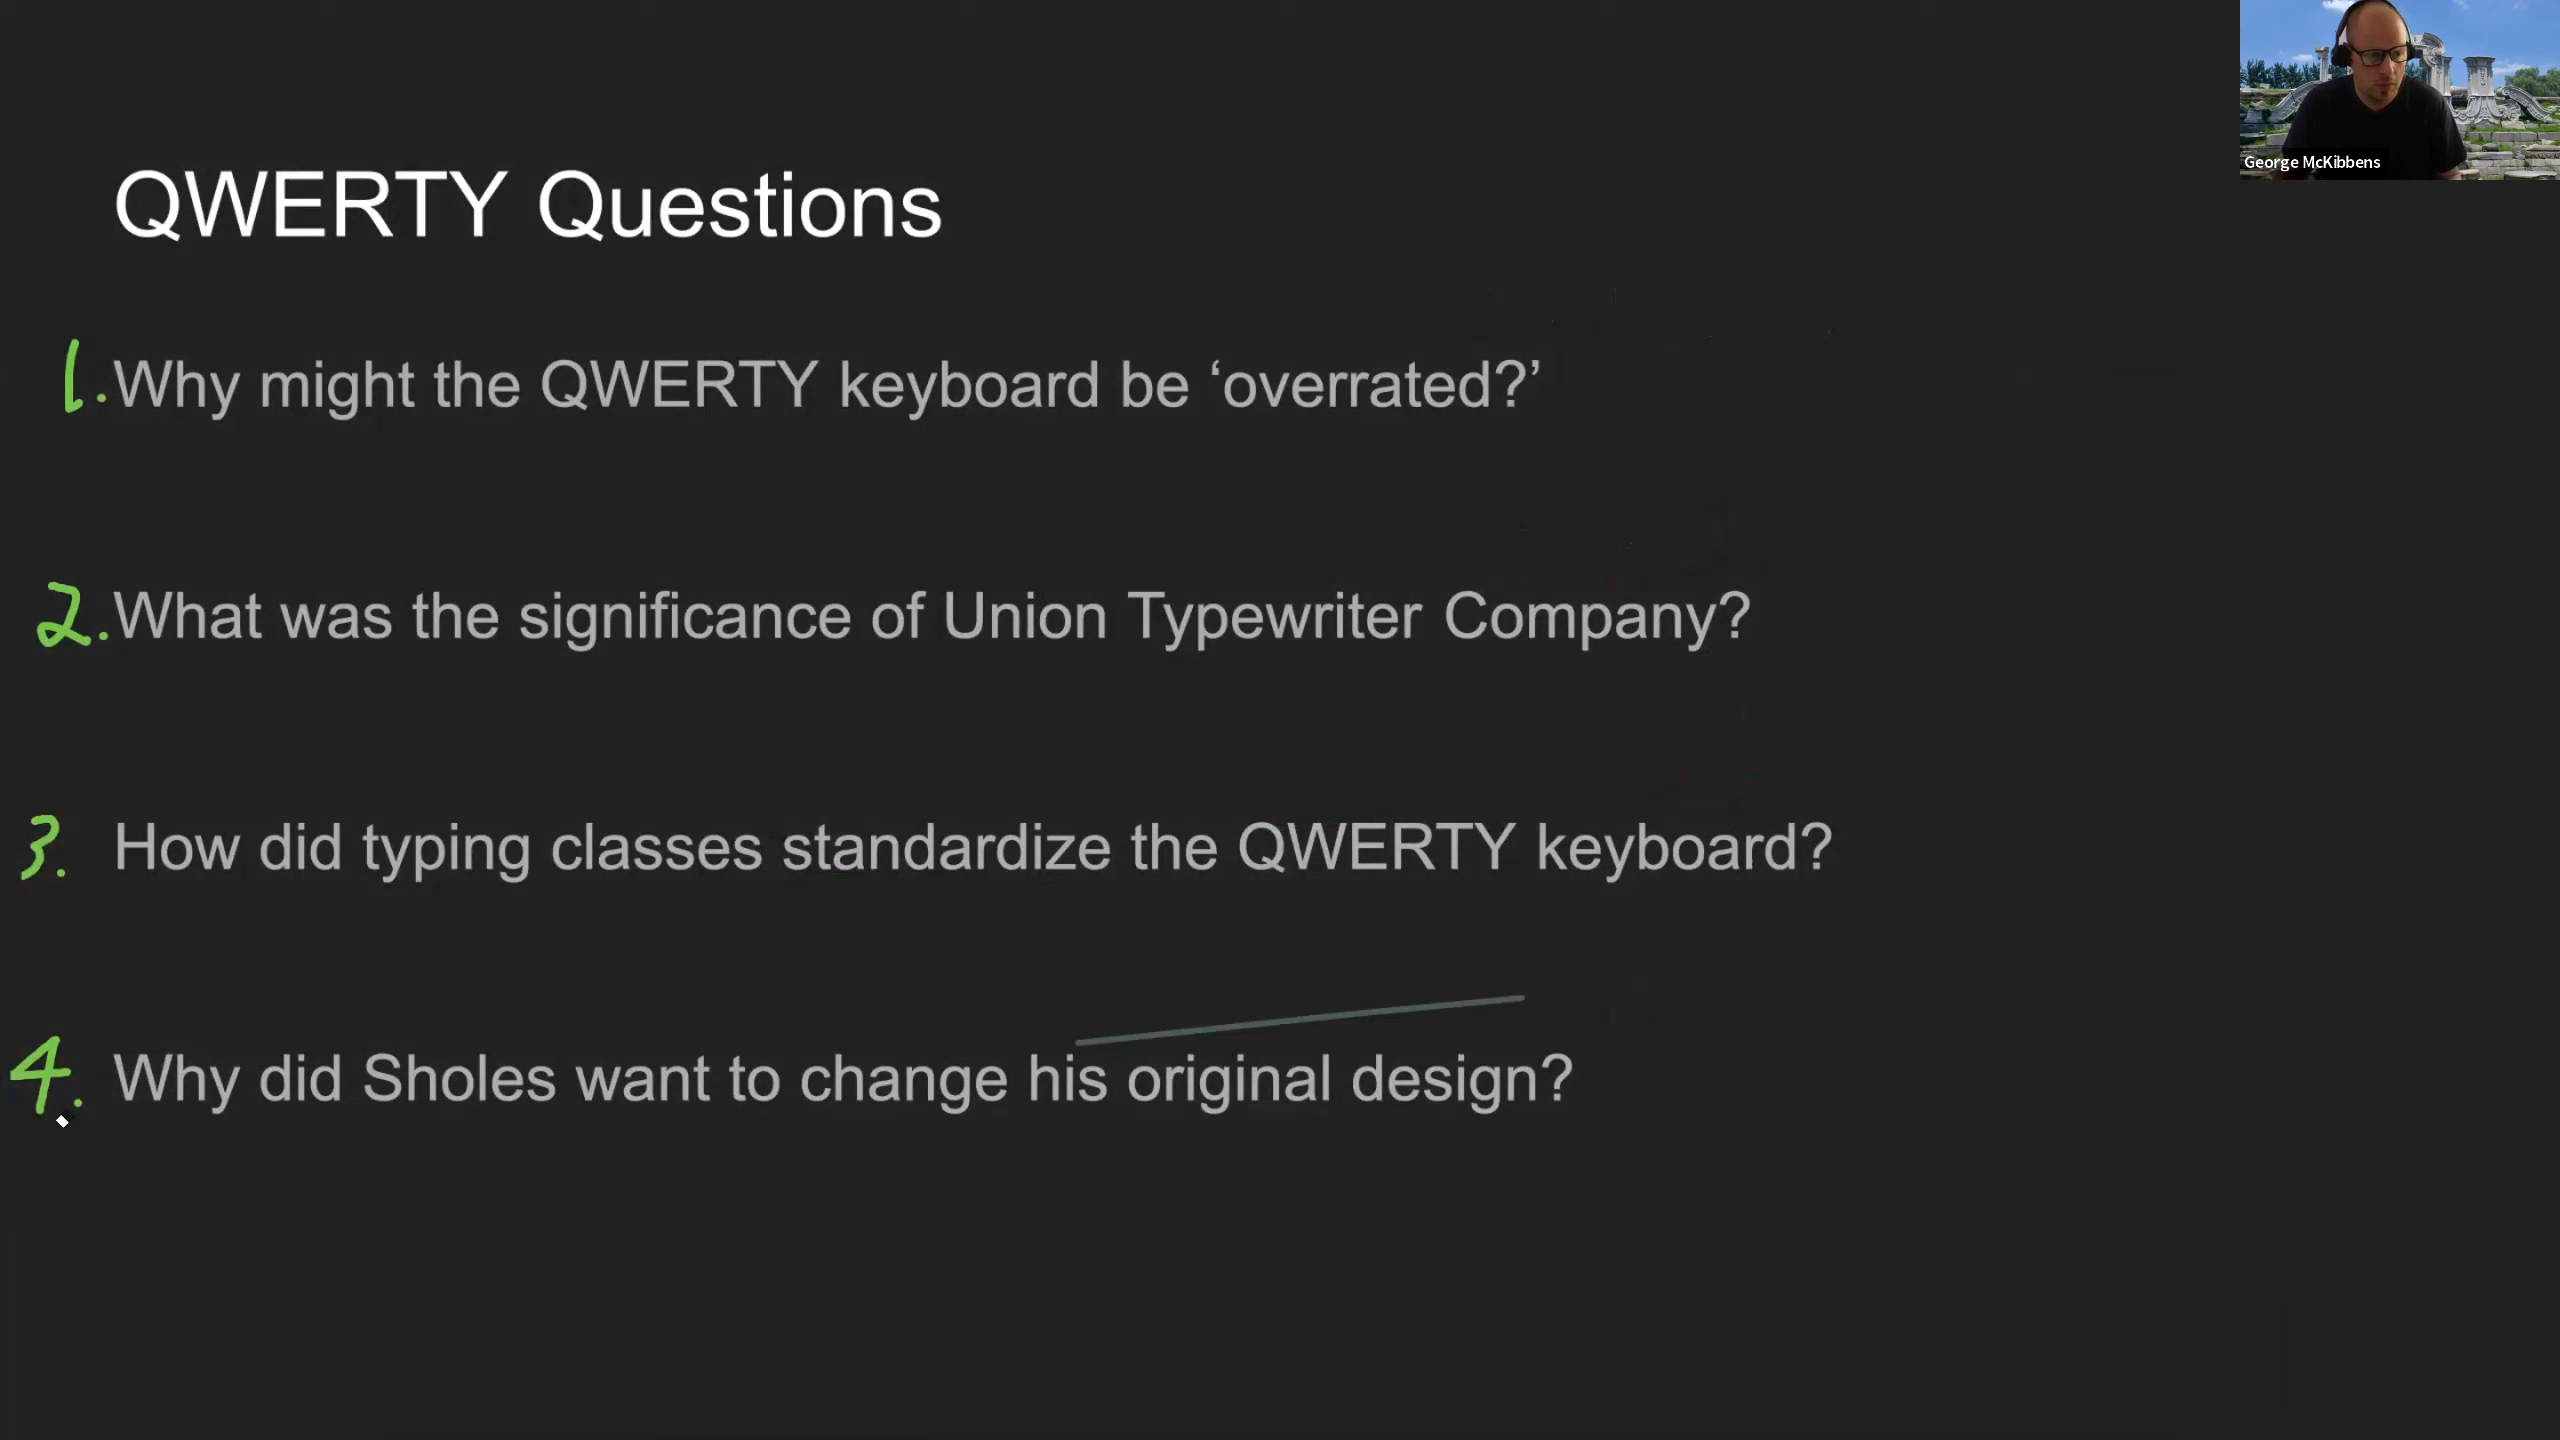 George McKibbens
QWERTY Questions
1. Why might the QWERTY keyboard be ‘overrated?’
2. What was the significance of Union Typewriter Company?
3. How did typing classes standardize the QWERTY keyboard?
4. Why did Sholes want to change his original design?